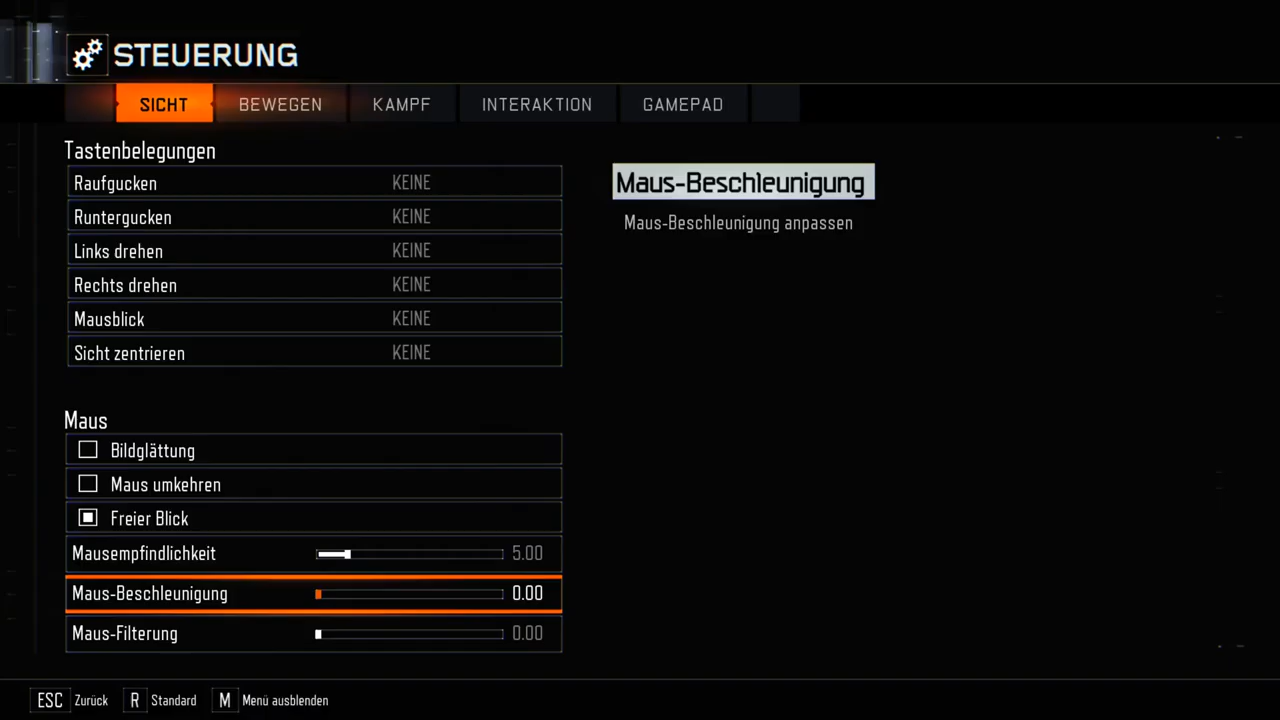 STEUERUNG
SICHT BEWEGEN KAMPF INTERAKTION GAMEPAD
Tastenbelegungen
Raufgucken KEINE
Runtergucken KEINE
Links drehen KEINE
Rechts drehen KEINE
Mausblick KEINE
Sicht zentrieren KEINE
Maus
Bildglättung
Maus umkehren
Freier Blick
Mausempfindlichkeit 5.00
Maus-Beschleunigung 0.00
Maus-Filterung 0.00
Maus-Beschleunigung
Maus-Beschleunigung anpassen
ESC Zurück R Standard M Menü ausblenden